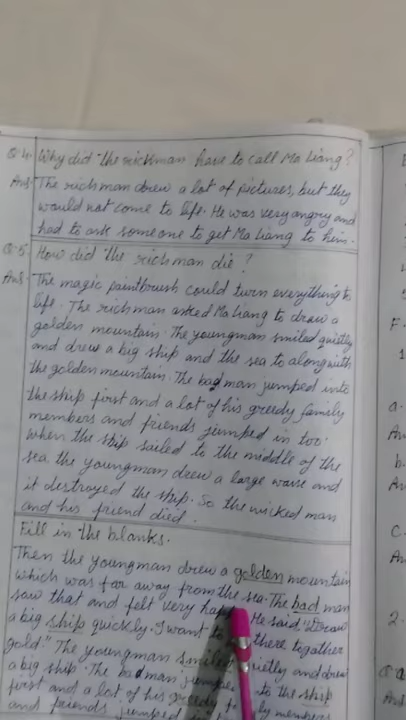 Q 4. Why did the rickman have to call Ma Liang?
Ans: The richman drew a lot of pictures, but they
would not come to life. He was very angry and
had to ask someone to get Ma Liang to him.
Q. 5. How did the richman die?
Ans: The magic paintbrush could turn everything to
life. The richman asked Ma Liang to draw a
golden mountain. The youngman smiled quietly
and drew a big ship and the sea to along with
the golden mountain. The bad man jumped into
the ship first and a lot of his greedy family
members and friends jumped in too.
When the ship sailed to the middle of the
sea the youngman drew a large wave and
it destroyed the ship. So the wicked man
and his friend died.
Fill in the blanks.
Then the youngman drew a golden mountain
which was far away from the sea. The bad man
saw that and felt very He said, "Draw
a big ship quickly. I want to there together
gold." The youngman quietly and drew
a big ship. The bad man to the ship
first and a lot of his members
and friends jumped